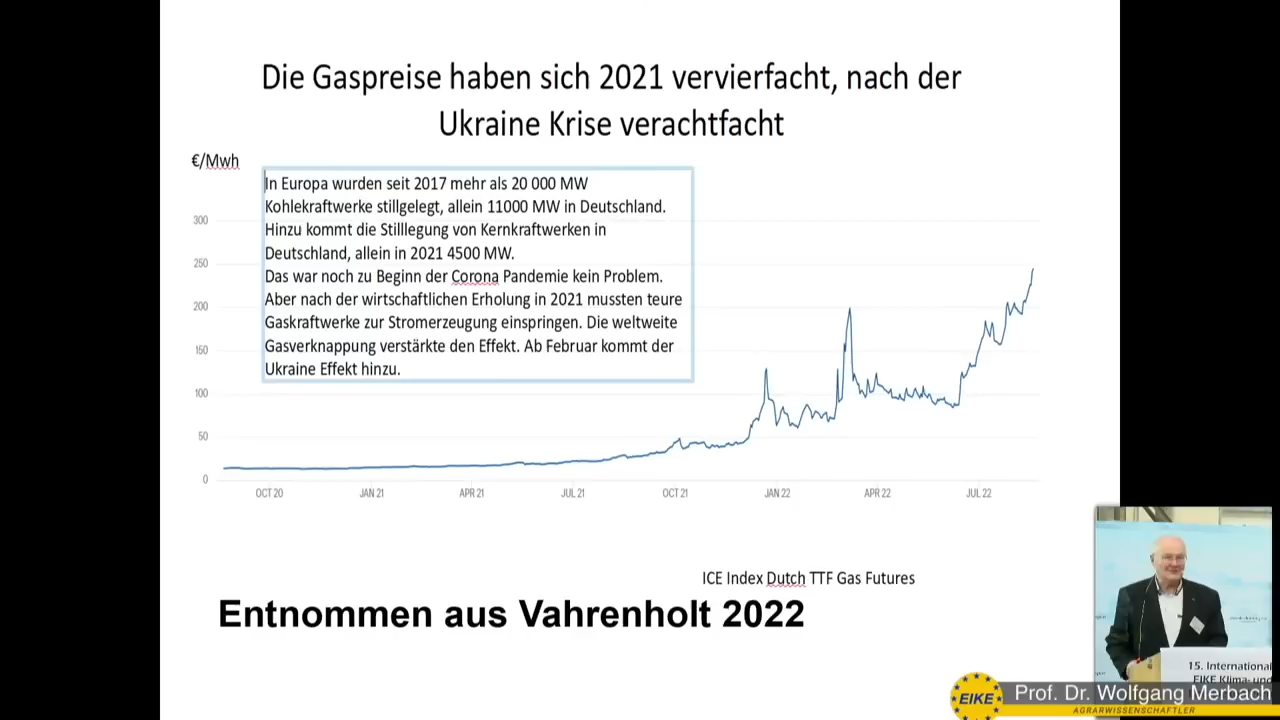 Die Gaspreise haben sich 2021 vervierfacht, nach der
Ukraine Krise verachtfacht
€/Mwh
In Europa wurden seit 2017 mehr als 20 000 MW
Kohlekraftwerke stillgelegt, allein 11000 MW in Deutschland.
Hinzu kommt die Stilllegung von Kernkraftwerken in
Deutschland, allein in 2021 4500 MW.
Das war noch zu Beginn der Corona Pandemie kein Problem.
Aber nach der wirtschaftlichen Erholung in 2021 mussten teure
Gaskraftwerke zur Stromerzeugung einspringen. Die weltweite
Gasverknappung verstärkte den Effekt. Ab Februar kommt der
Ukraine Effekt hinzu.
300
250
200
150
100
50
0
OCT 20 JAN 21 APR 21 JUL 21 OCT 21 JAN 22 APR 22 JUL 22
ICE Index Dutch TTF Gas Futures
Entnommen aus Vahrenholt 2022
15. International
EIKE Klima- und
EIKE
Prof. Dr. Wolfgang Merbach
AGRARWISSENSCHAFTLER